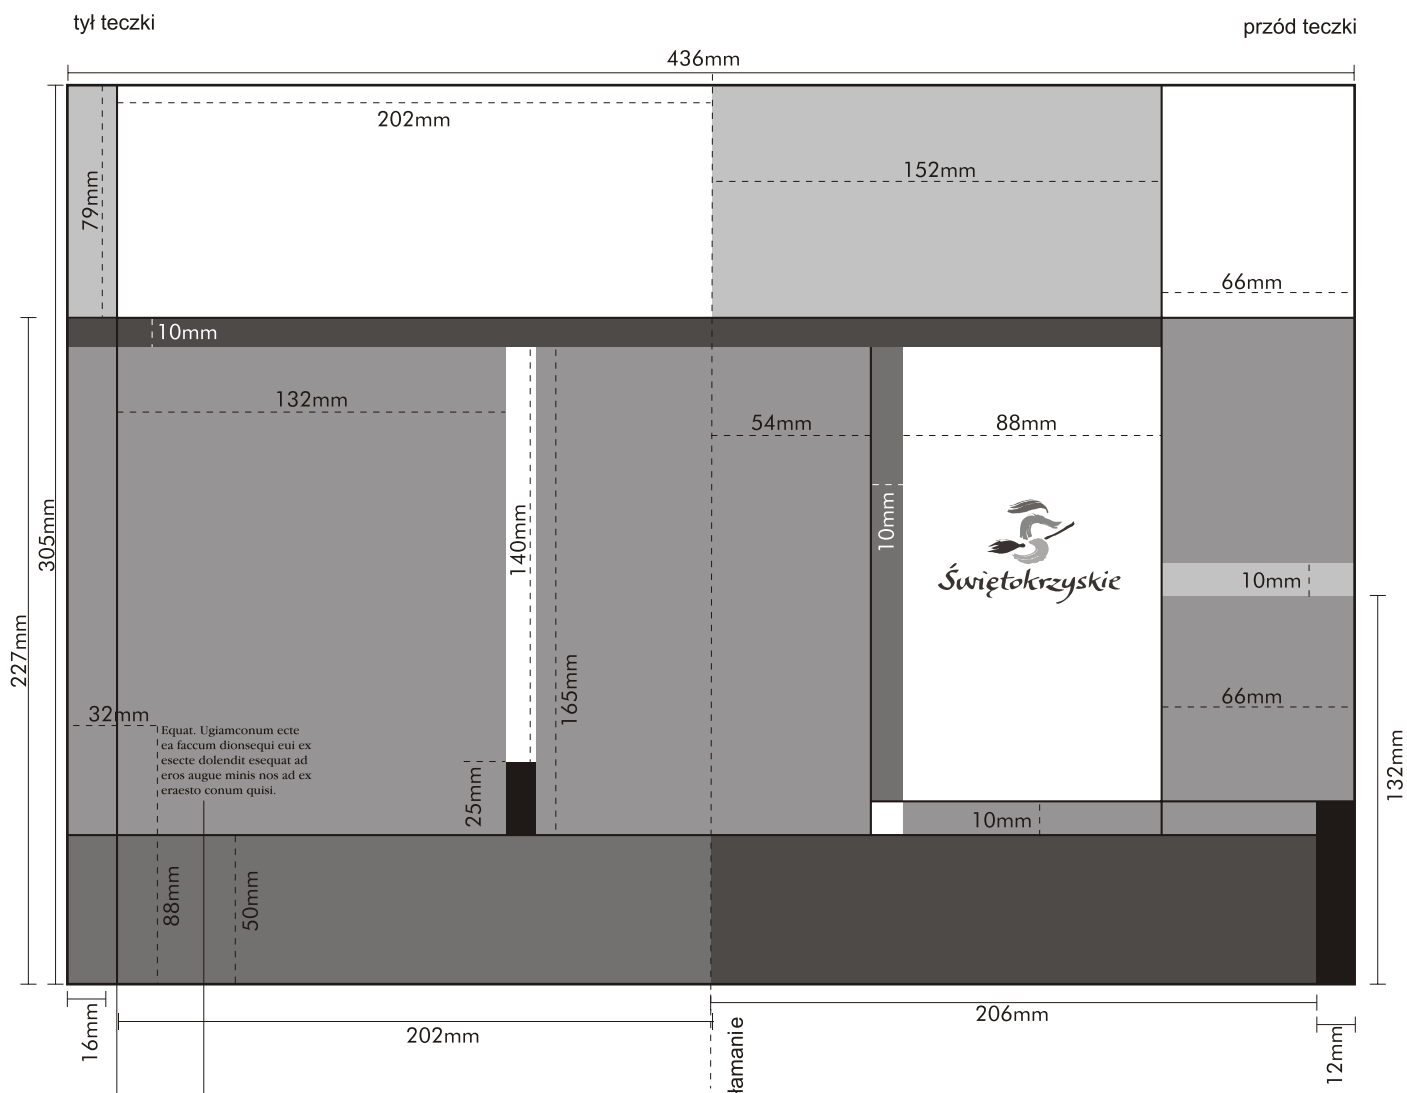 tył teczki
przód teczki
436mm
202mm
152mm
79mm
66mm
10mm
132mm
54mm
88mm
305mm
140mm
10mm
Świętokrzyskie
10mm
227mm
165mm
66mm
32mm
Equat. Ugiamconum ecte
ea faccum dionsequi eui ex
esecte dolendit esequat ad
eros augue minis nos ad ex
eraesto conum quisi.
25mm
132mm
10mm
88mm
50mm
16mm
202mm
206mm
łamanie
12mm